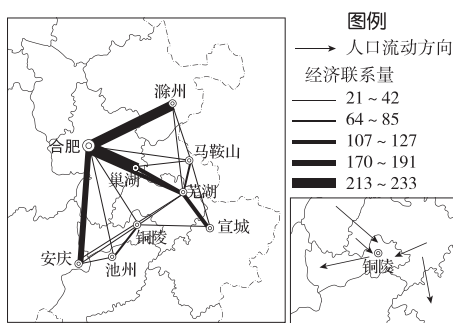 图例
人口流动方向
经济联系量
21～42
64～85
107～127
170～191
213～233
滁州
合肥
马鞍山
巢湖
芜湖
铜陵
宣城
安庆
池州
铜陵